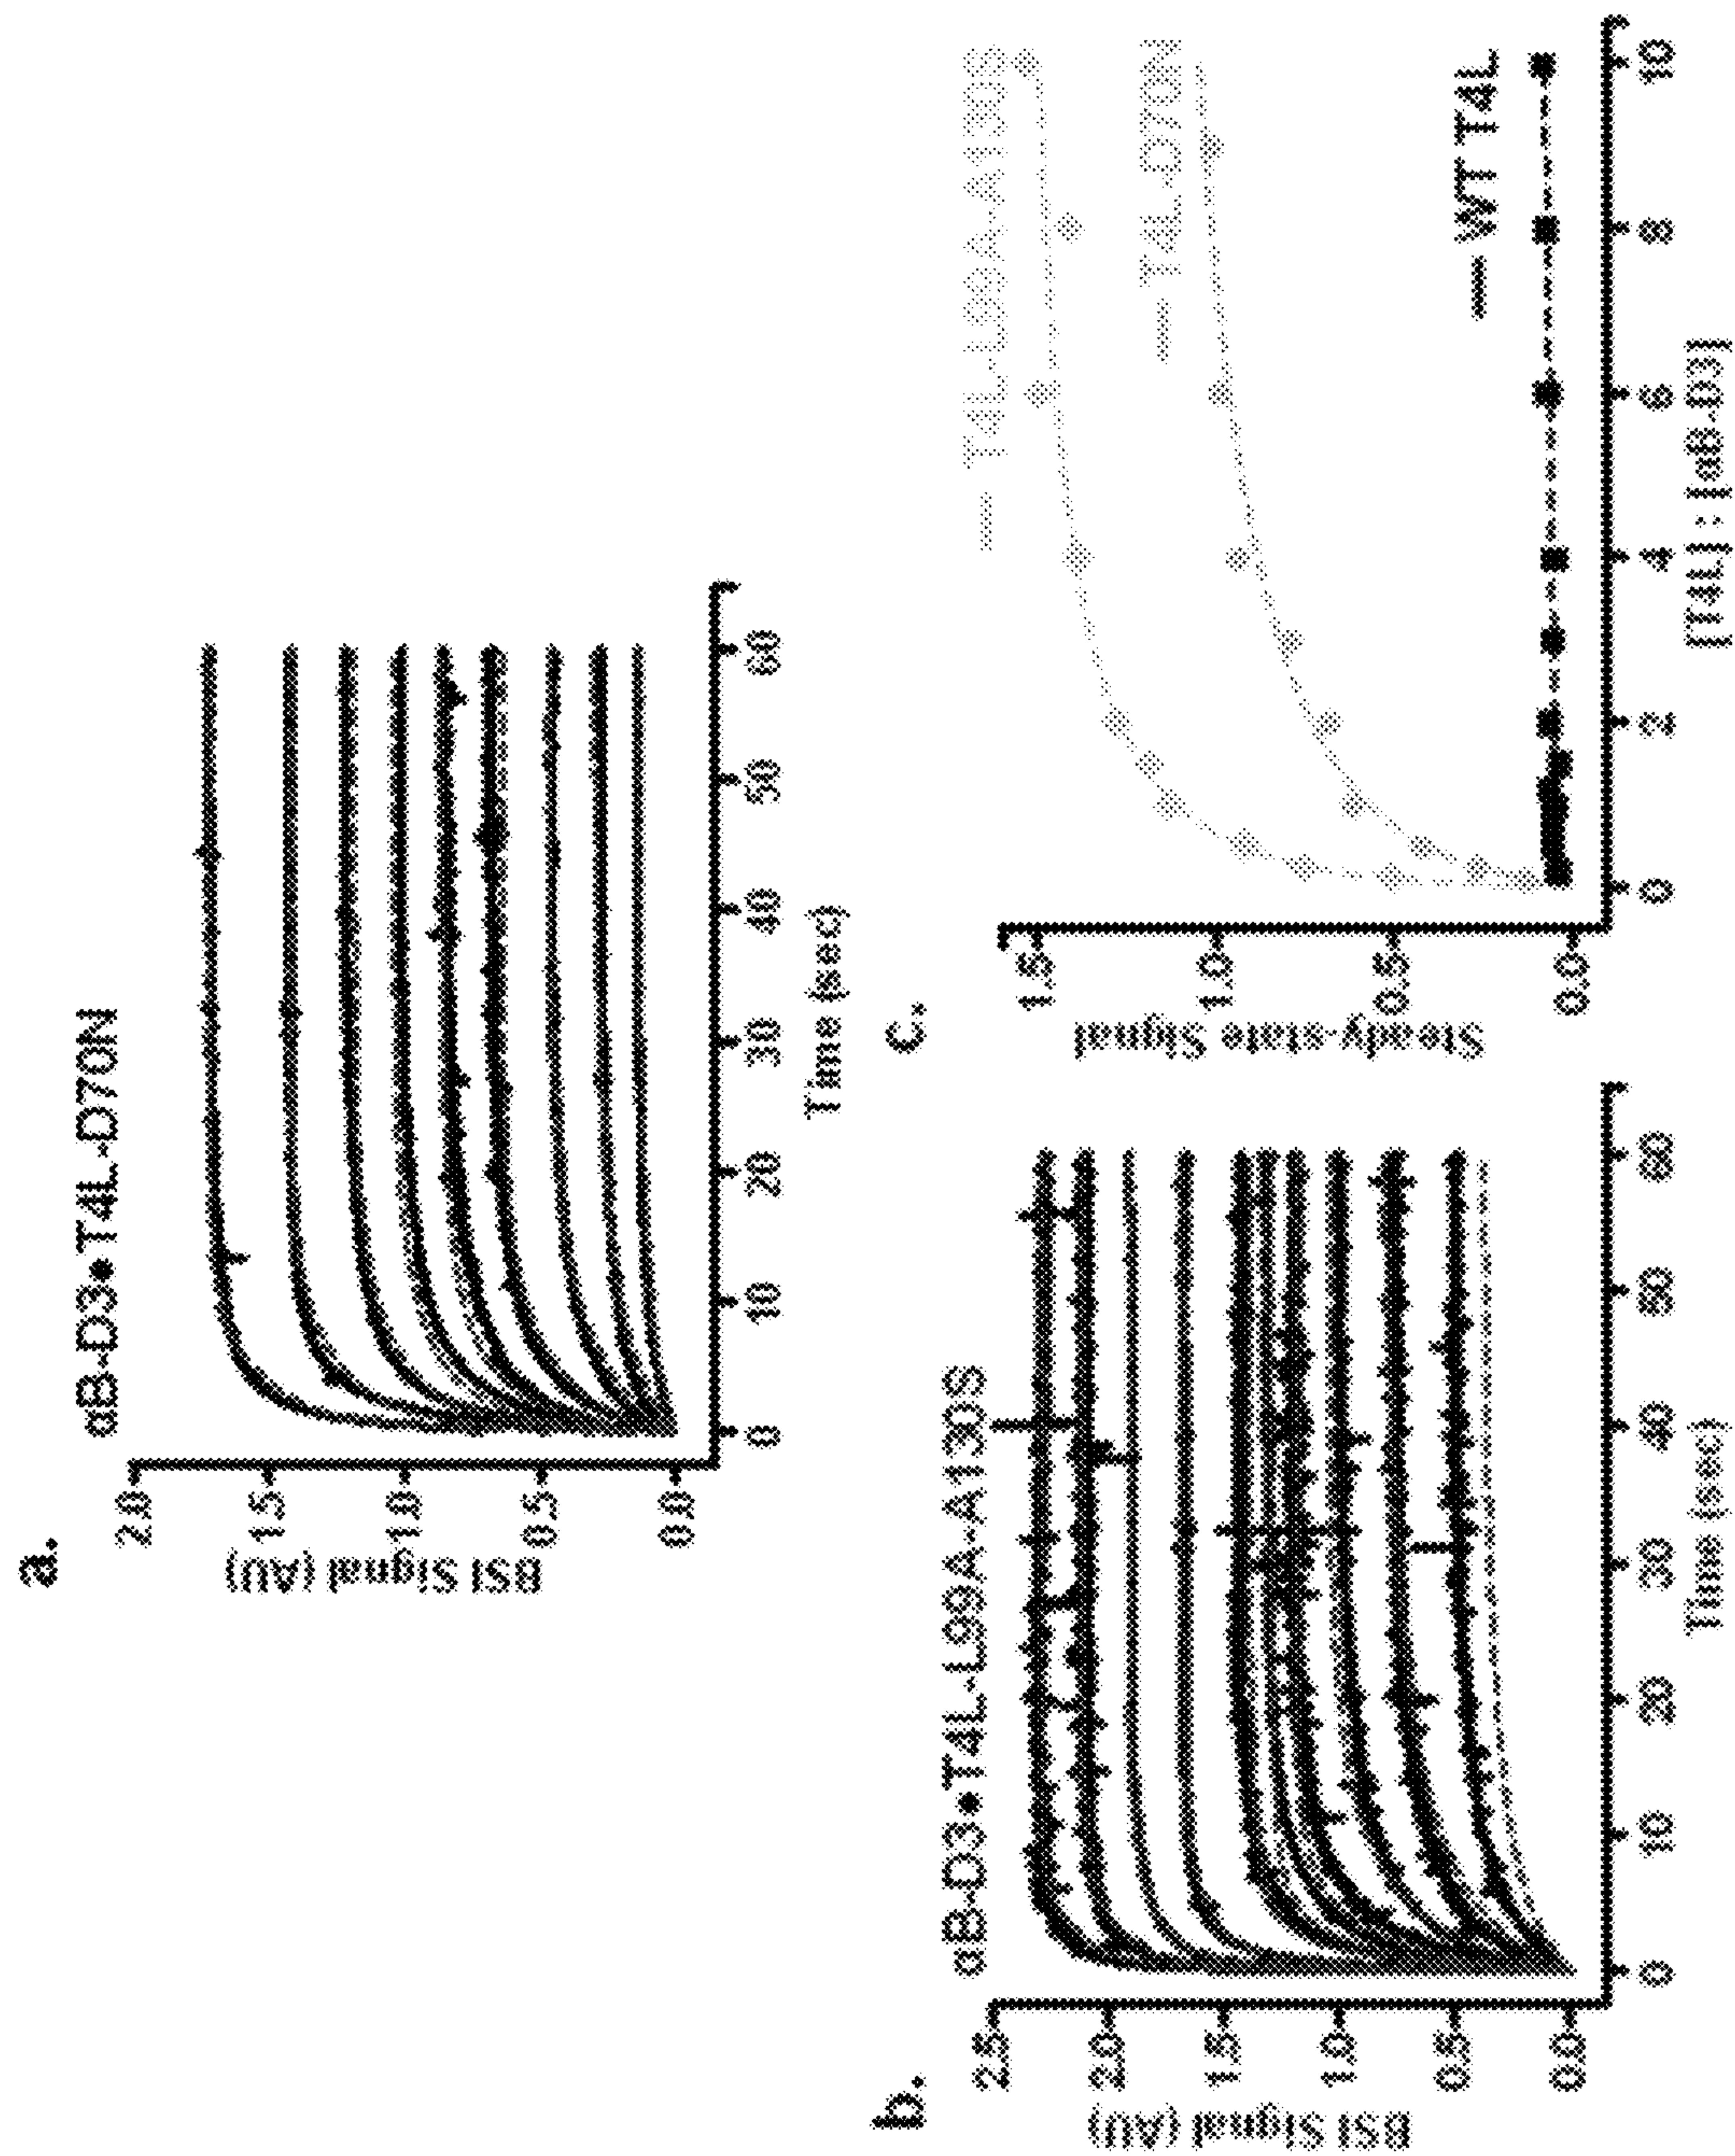 a.
αB-D3●T4L-D70N
BSI Signal (AU)
2.0
1.5
1.0
0.5
0.0
0 10 20 30 40 50 60
Time (sec)
b.
αB-D3●T4L-L99A-A130S
BSI Signal (AU)
2.5
2.0
1.5
1.0
0.5
0.0
0 10 20 30 40 50 60
Time (sec)
c.
Steady-state Signal
1.5
1.0
0.5
0.0
T4L-L99A-A130S
T4L-D70N
WT T4L
0 2 4 6 8 10
[T4L] : [αB-D3]